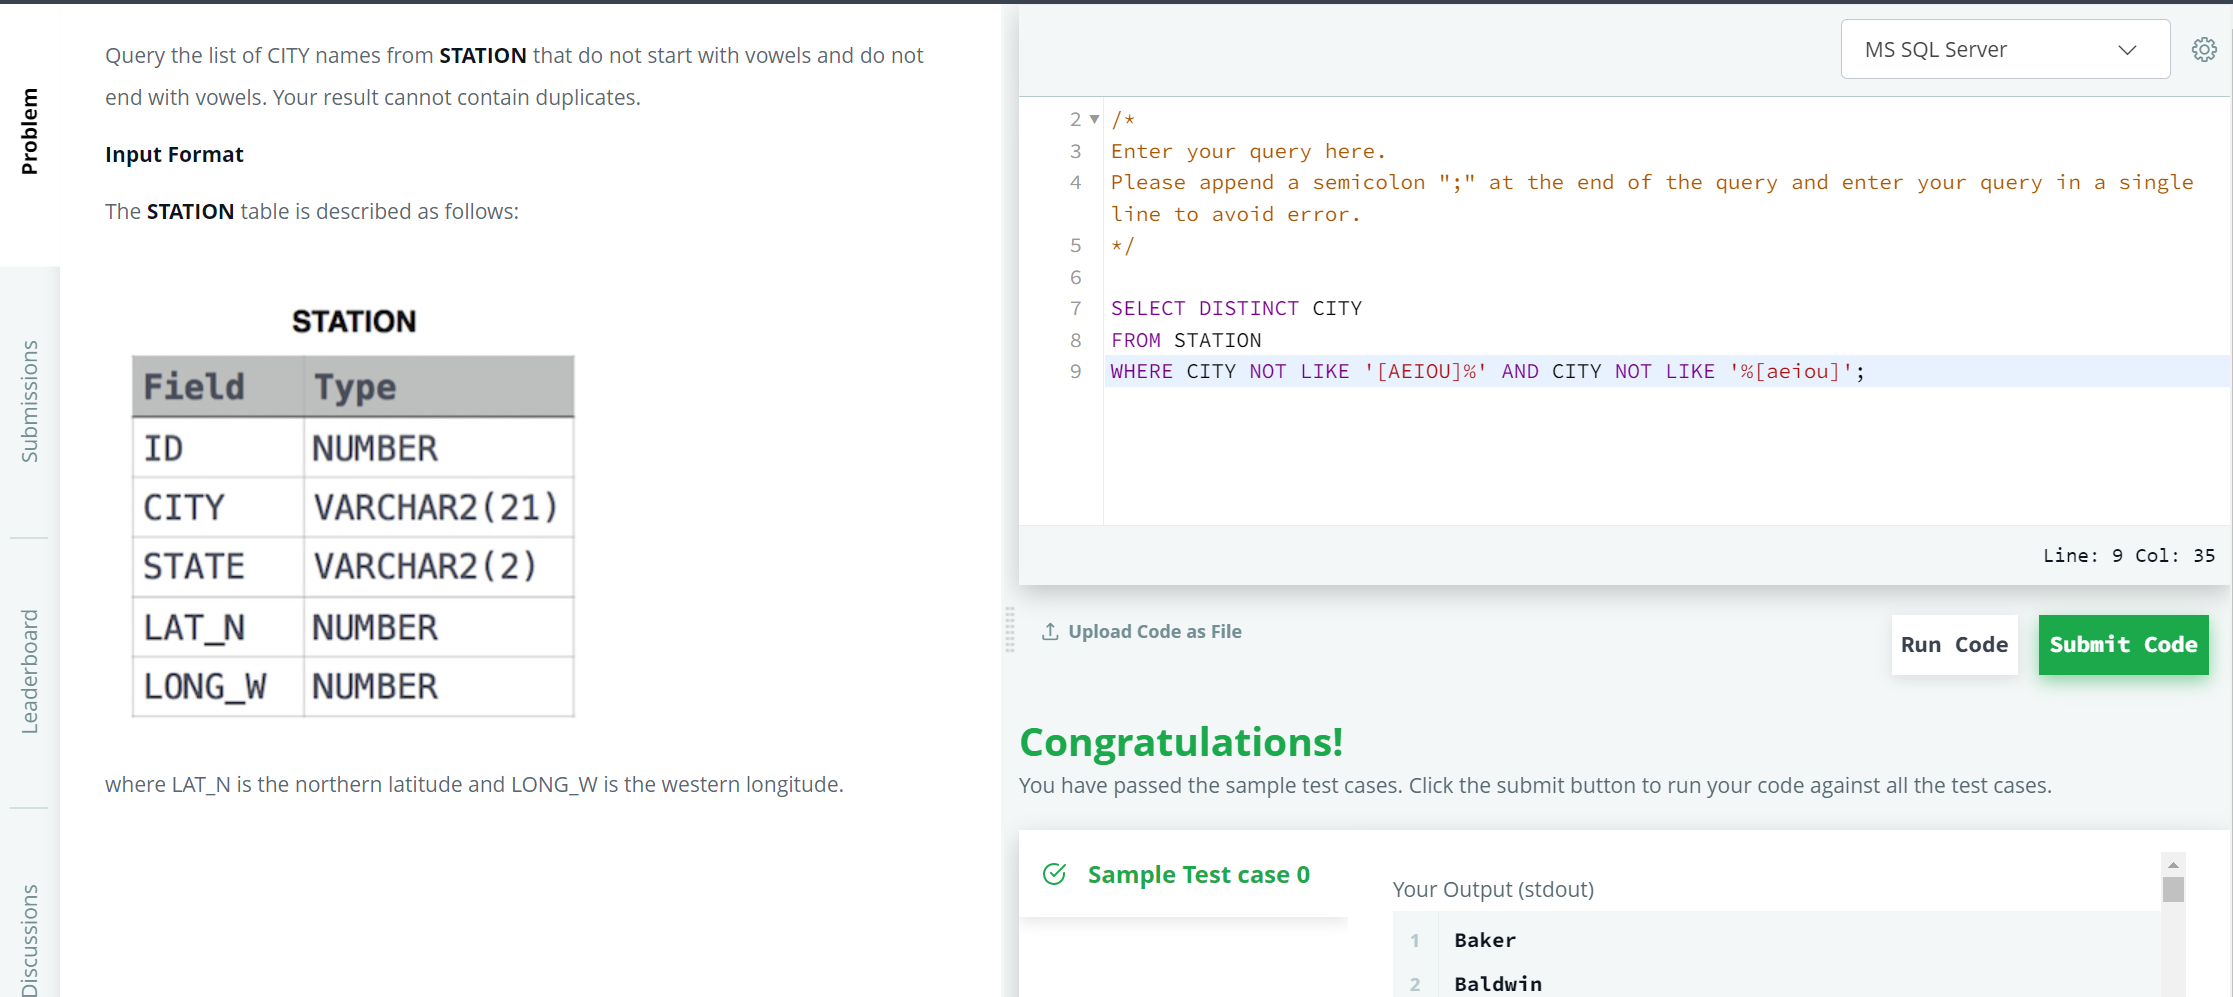 Problem
Submissions
Leaderboard
Discussions
Query the list of CITY names from STATION that do not start with vowels and do not
end with vowels. Your result cannot contain duplicates.
Input Format
The STATION table is described as follows:
STATION
Field Type
ID NUMBER
CITY VARCHAR2(21)
STATE VARCHAR2(2)
LAT_N NUMBER
LONG_W NUMBER
where LAT_N is the northern latitude and LONG_W is the western longitude.
MS SQL Server
2 /*
3 Enter your query here.
4 Please append a semicolon ";" at the end of the query and enter your query in a single
line to avoid error.
5 */
6
7 SELECT DISTINCT CITY
8 FROM STATION
9 WHERE CITY NOT LIKE '[AEIOU]%' AND CITY NOT LIKE '%[aeiou]';
Line: 9 Col: 35
Upload Code as File
Run Code
Submit Code
Congratulations!
You have passed the sample test cases. Click the submit button to run your code against all the test cases.
Sample Test case 0
Your Output (stdout)
1 Baker
2 Baldwin